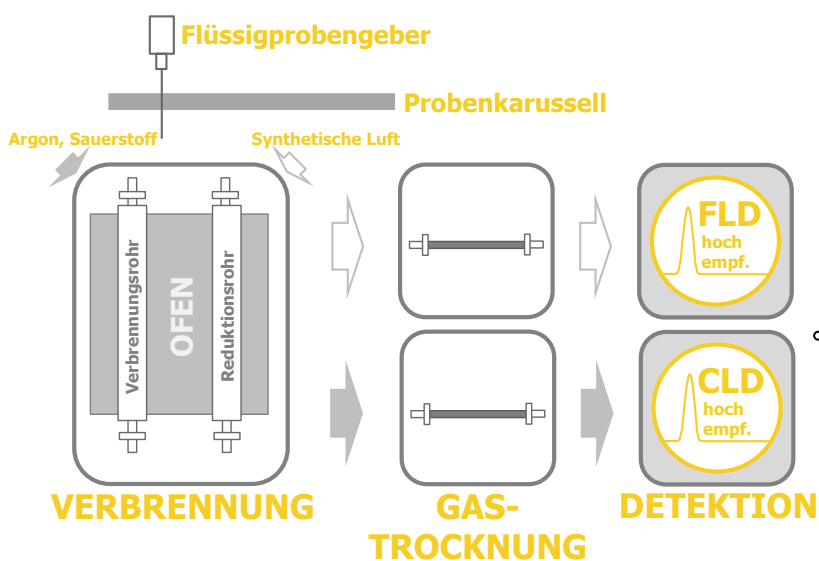 Flüssigprobengeber
Probenkarussell
Argon, Sauerstoff
Synthetische Luft
Verbrennungsrohr
OFEN
Reduktionsrohr
FLD
hoch
empf.
CLD
hoch
empf.
VERBRENNUNG
GAS-
TROCKNUNG
DETEKTION